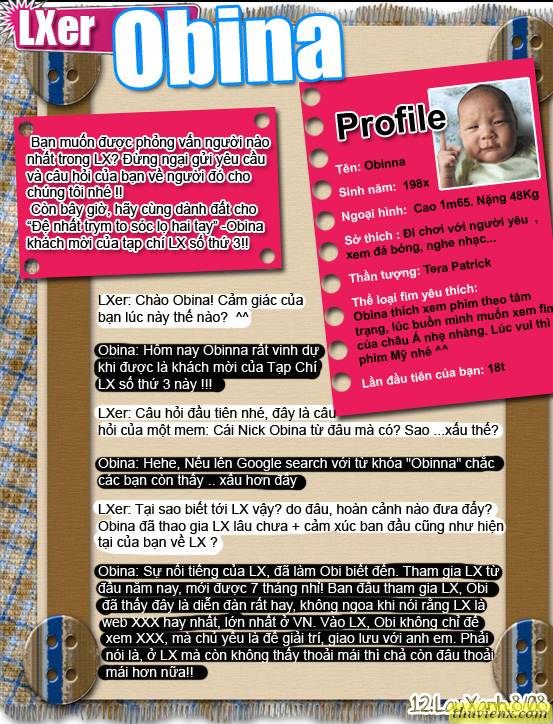 LXer Obina
Bạn muốn được phỏng vấn người nào
nhất trong LX? Đừng ngại gửi yêu cầu
và câu hỏi của bạn về người đó cho
chúng tôi nhé !!
Còn bây giờ, hãy cùng dành đất cho
“Đệ nhất trym to sóc lọ hai tay” -Obina
khách mời của tạp chí LX số thứ 3!!
Profile
Tên: Obinna
Sinh năm: 198x
Ngoại hình: Cao 1m65. Nặng 48Kg
Sở thích : Đi chơi với người yêu ,
xem đá bóng, nghe nhạc...
Thần tượng: Tera Patrick
Thể loại fim yêu thích:
Obina thích xem phim theo tâm
trạng, lúc buồn mình muốn xem fim
của châu Á nhẹ nhàng. Lúc vui thì
phim Mỹ nhé ^^
Lần đầu tiên của bạn: 18t
LXer: Chào Obina! Cảm giác của
bạn lúc này thế nào? ^^
Obina: Hôm nay Obinna rất vinh dự
khi được là khách mời của Tạp Chí
LX số thứ 3 này !!!
LXer: Câu hỏi đầu tiên nhé, đây là câu
hỏi của một mem: Cái Nick Obina từ đâu mà có? Sao ...xấu thế?
Obina: Hehe, Nếu lên Google search với từ khóa "Obinna" chắc
các bạn còn thấy .. xấu hơn đấy
LXer: Tại sao biết tới LX vậy? do đâu, hoàn cảnh nào đưa đẩy?
Obina đã thao gia LX lâu chưa + cảm xúc ban đầu cũng như hiện
tại của bạn về LX ?
Obina: Sự nổi tiếng của LX, đã làm Obi biết đến. Tham gia LX từ
đầu năm nay, mới được 7 tháng nhỉ! Ban đầu tham gia LX, Obi
đã thấy đây là diễn đàn rất hay, không ngoa khi nói rằng LX là
web XXX hay nhất, lớn nhất ở VN. Vào LX, Obi không chỉ để
xem XXX, mà chủ yếu là để giải trí, giao lưu với anh em. Phải
nói là, ở LX mà còn không thấy thoải mái thì chả còn đâu thoải
mái hơn nữa!!
12.LauXanh 8/08
thuvienx.com